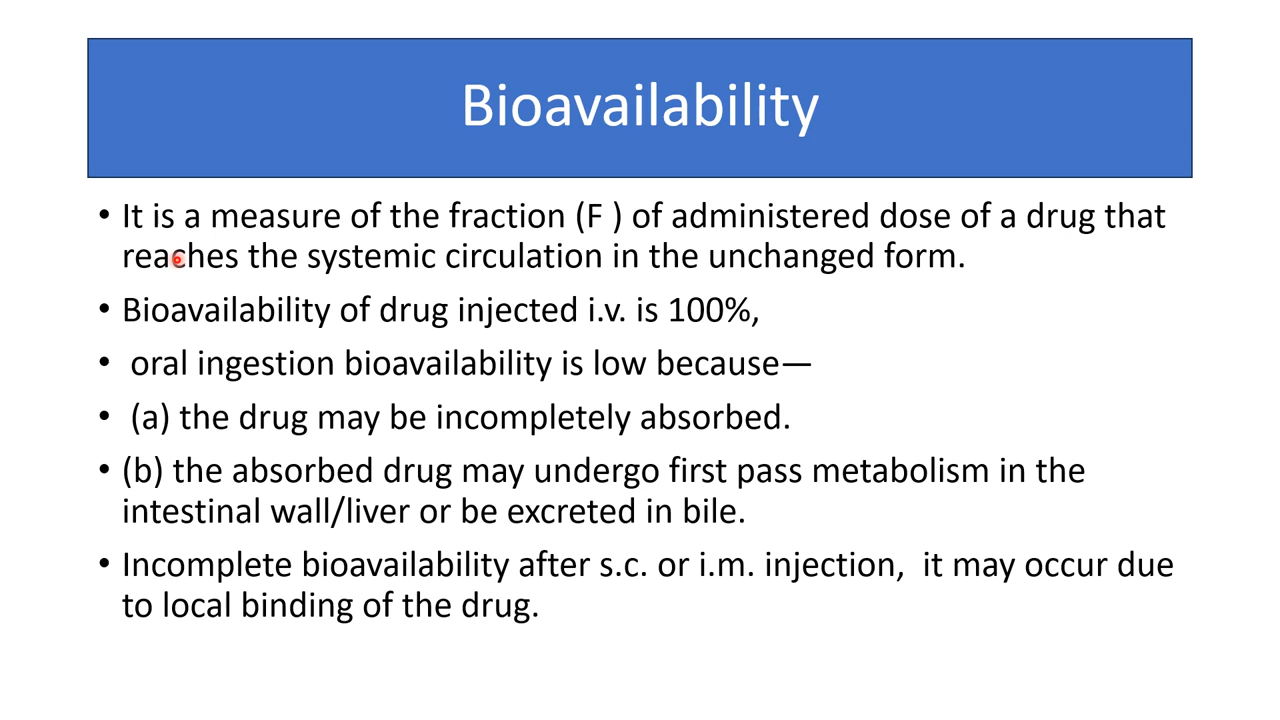 Bioavailability
• It is a measure of the fraction (F ) of administered dose of a drug that
reaches the systemic circulation in the unchanged form.
• Bioavailability of drug injected i.v. is 100%,
• oral ingestion bioavailability is low because—
• (a) the drug may be incompletely absorbed.
• (b) the absorbed drug may undergo first pass metabolism in the
intestinal wall/liver or be excreted in bile.
• Incomplete bioavailability after s.c. or i.m. injection,  it may occur due
to local binding of the drug.